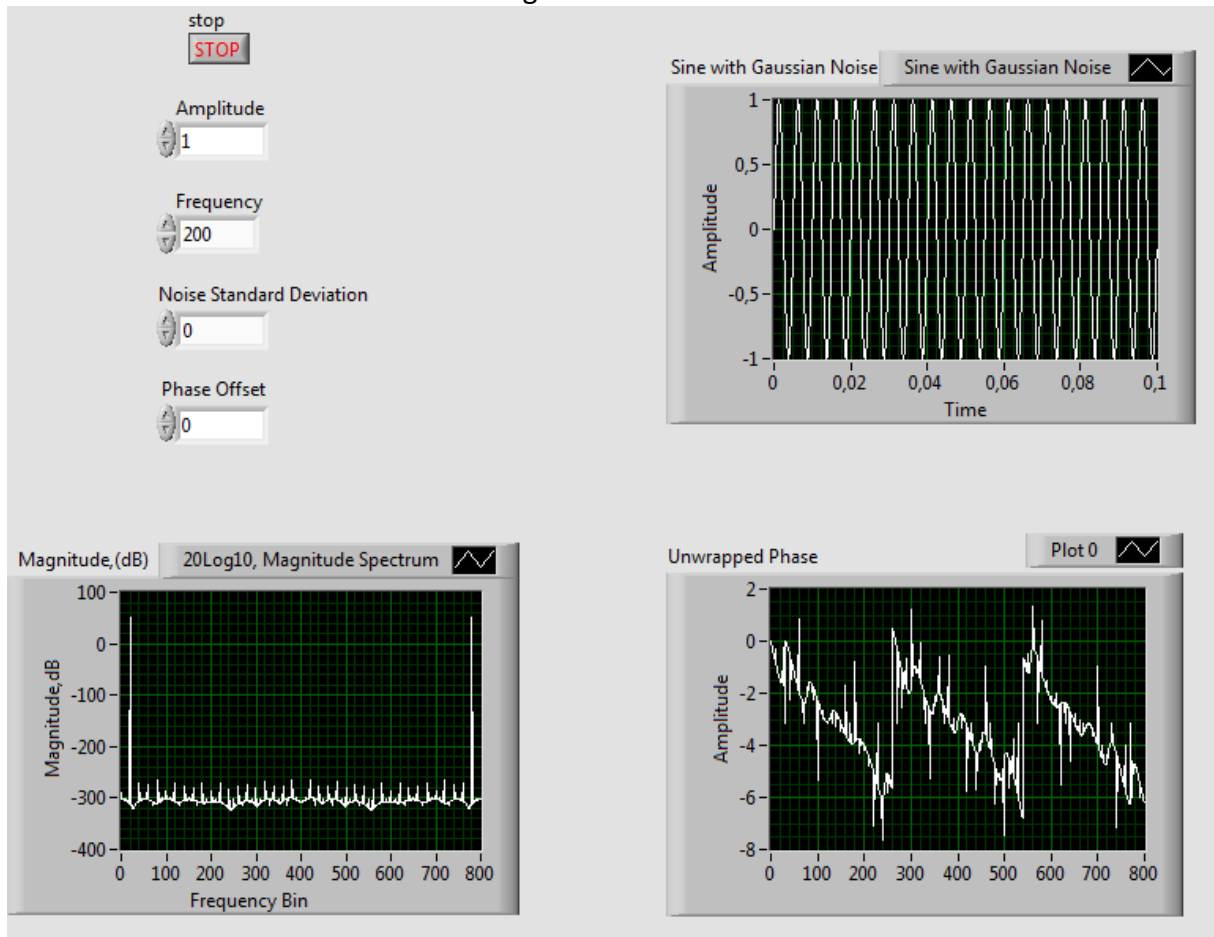 stop
STOP
Amplitude
1
Frequency
200
Noise Standard Deviation
0
Phase Offset
0
Sine with Gaussian Noise
Sine with Gaussian Noise
Amplitude
1
0,5
0
-0,5
-1
0 0,02 0,04 0,06 0,08 0,1
Time
Magnitude,(dB)
20Log10, Magnitude Spectrum
Magnitude,dB
100
0
-100
-200
-300
-400
0 100 200 300 400 500 600 700 800
Frequency Bin
Unwrapped Phase
Plot 0
Amplitude
2
0
-2
-4
-6
-8
0 100 200 300 400 500 600 700 800